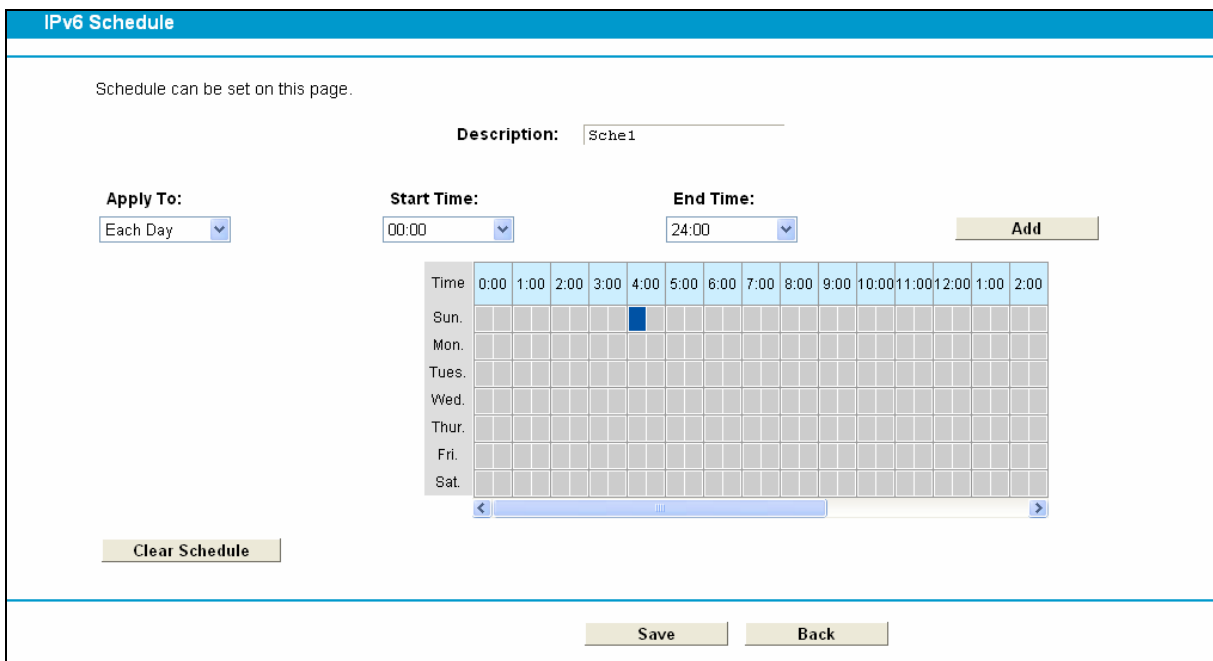 IPv6 Schedule
Schedule can be set on this page.
Description: Sche1
Apply To: Start Time: End Time:
Each Day 00:00 24:00 Add
Time 0:00 1:00 2:00 3:00 4:00 5:00 6:00 7:00 8:00 9:00 10:00 11:00 12:00 1:00 2:00
Sun.
Mon.
Tues.
Wed.
Thur.
Fri.
Sat.
Clear Schedule
Save Back